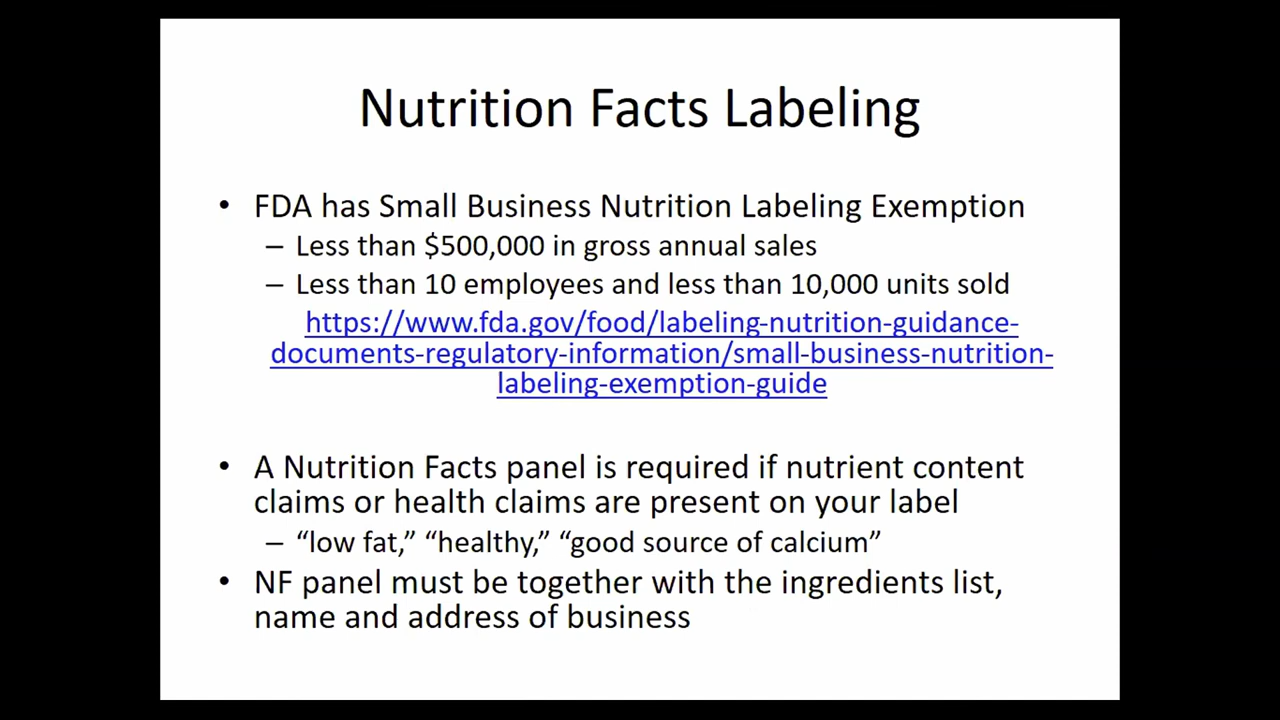 Nutrition Facts Labeling
• FDA has Small Business Nutrition Labeling Exemption
– Less than $500,000 in gross annual sales
– Less than 10 employees and less than 10,000 units sold
https://www.fda.gov/food/labeling-nutrition-guidance-
documents-regulatory-information/small-business-nutrition-
labeling-exemption-guide
• A Nutrition Facts panel is required if nutrient content
claims or health claims are present on your label
– “low fat,” “healthy,” “good source of calcium”
• NF panel must be together with the ingredients list,
name and address of business